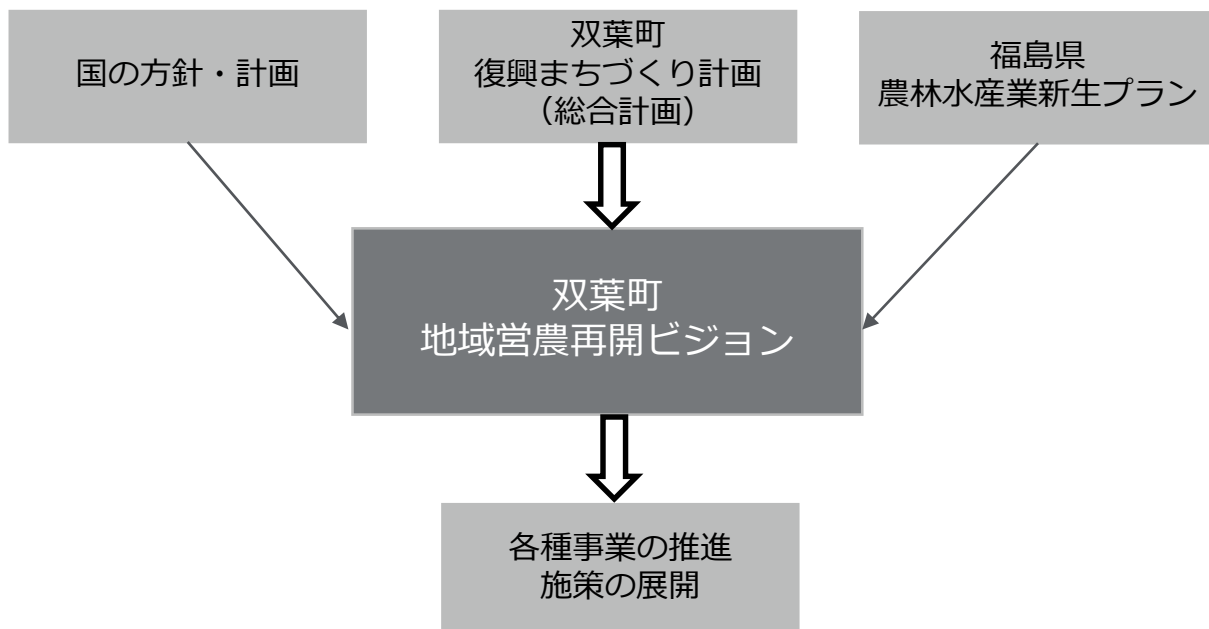 国の方針・計画
双葉町
復興まちづくり計画
（総合計画）
福島県
農林水産業新生プラン
双葉町
地域営農再開ビジョン
各種事業の推進
施策の展開